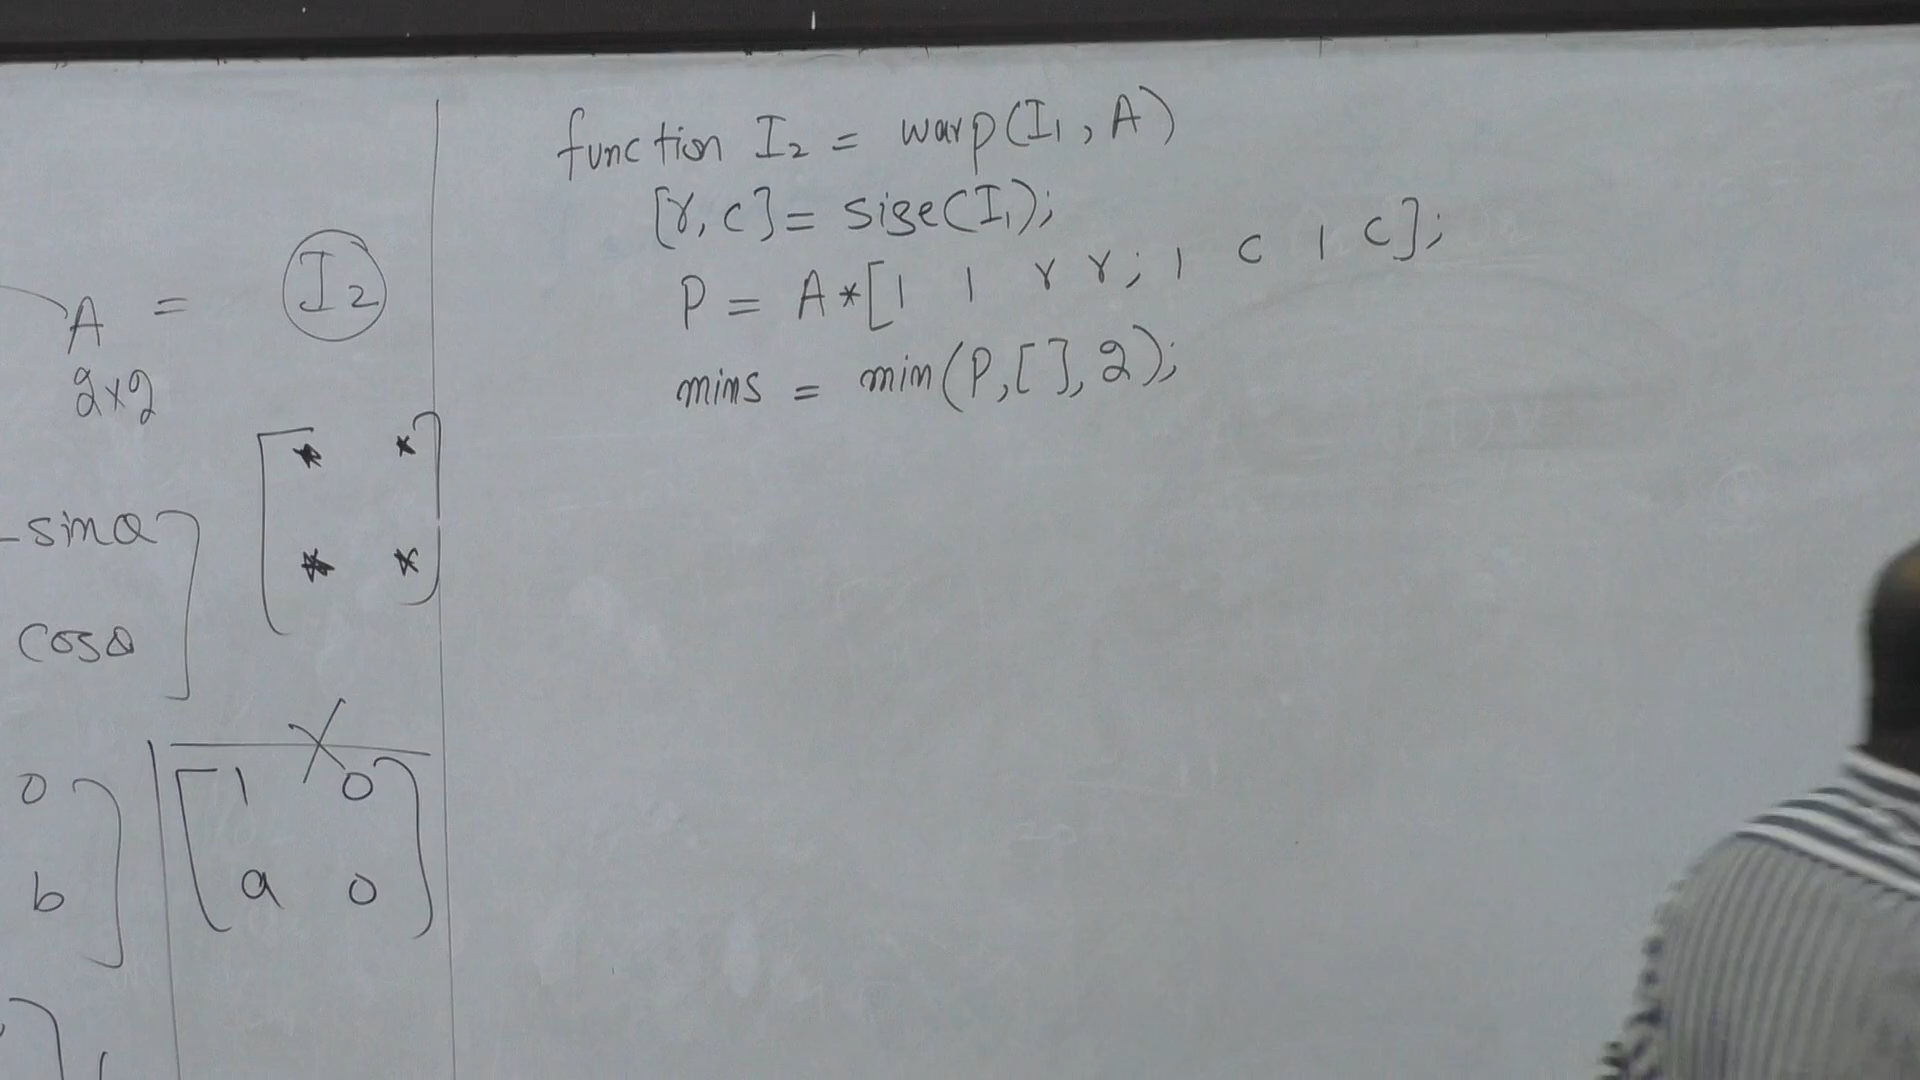 A = I₂
2x2
* *
-sinθ
* *
cosθ
0
b
1 0
a 0
function I₂ = warp(I₁, A)
[r, c] = size(I₁);
P = A*[1 1 r r; 1 c 1 c];
mins = min(P,[],2);